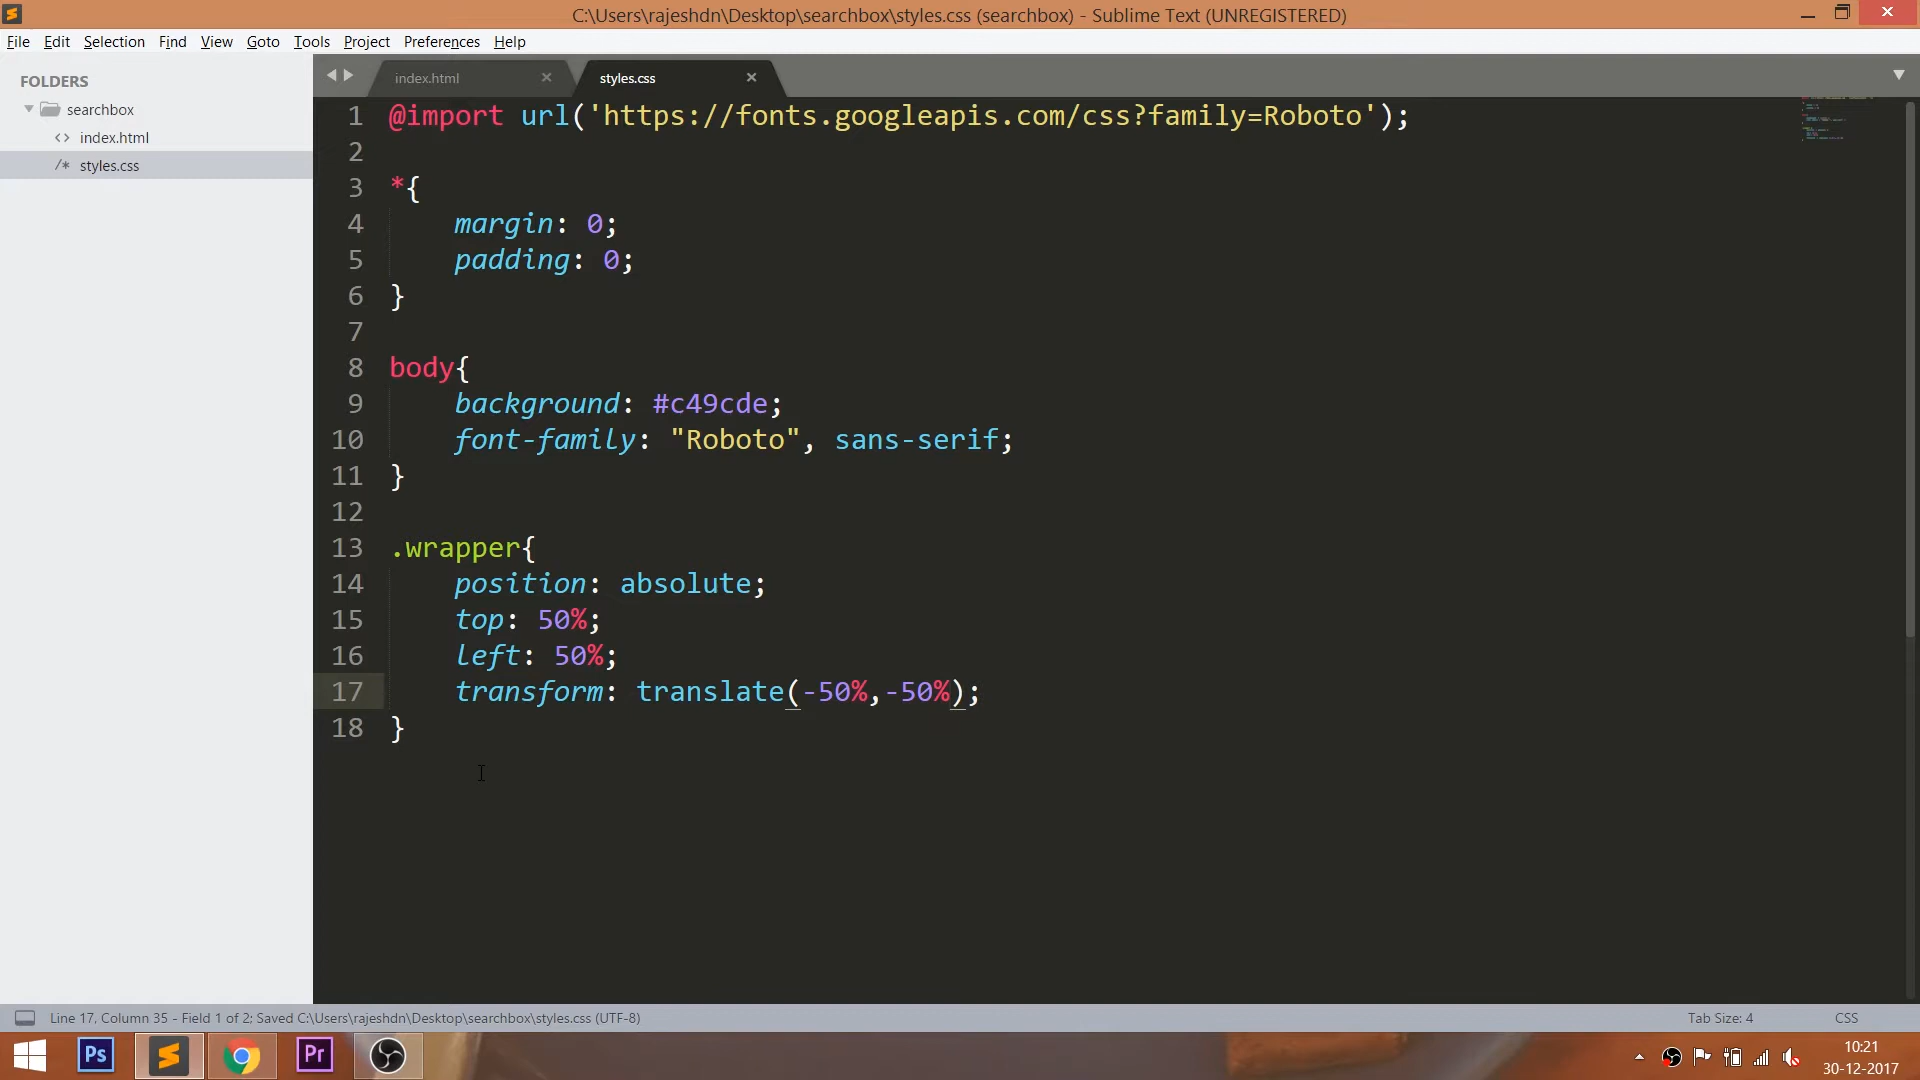 C:\Users\rajeshdn\Desktop\searchbox\styles.css (searchbox) - Sublime Text (UNREGISTERED)
File Edit Selection Find View Goto Tools Project Preferences Help
FOLDERS
searchbox
<> index.html
/* styles.css
index.html
styles.css
1 @import url('https://fonts.googleapis.com/css?family=Roboto');
2
3 *{
4 margin: 0;
5 padding: 0;
6 }
7
8 body{
9 background: #c49cde;
10 font-family: "Roboto", sans-serif;
11 }
12
13 .wrapper{
14 position: absolute;
15 top: 50%;
16 left: 50%;
17 transform: translate(-50%,-50%);
18 }
Line 17, Column 35 - Field 1 of 2; Saved C:\Users\rajeshdn\Desktop\searchbox\styles.css (UTF-8)
Tab Size: 4
CSS
Ps
Pr
10:21
30-12-2017